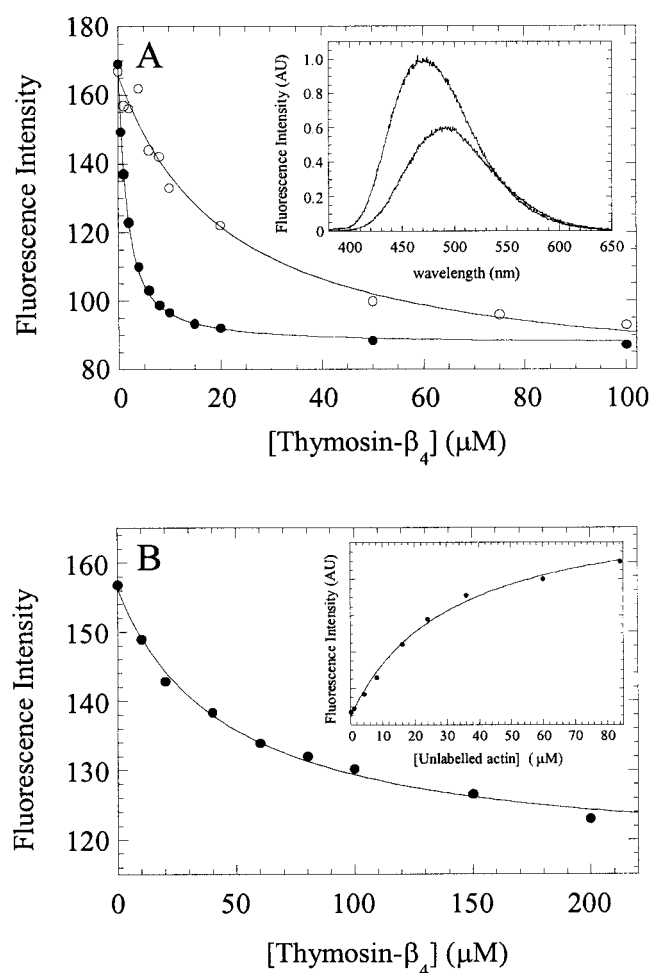 A
Fluorescence Intensity
180
160
140
120
100
80
0 20 40 60 80 100
[Thymosin-β4] (μM)
Fluorescence Intensity (AU)
1.0
0.8
0.6
0.4
0.2
0
400 450 500 550 600 650
wavelength (nm)
B
Fluorescence Intensity
160
150
140
130
120
0 50 100 150 200
[Thymosin-β4] (μM)
Fluorescence Intensity (AU)
0 10 20 30 40 50 60 70 80
[Unlabelled actin] (μM)